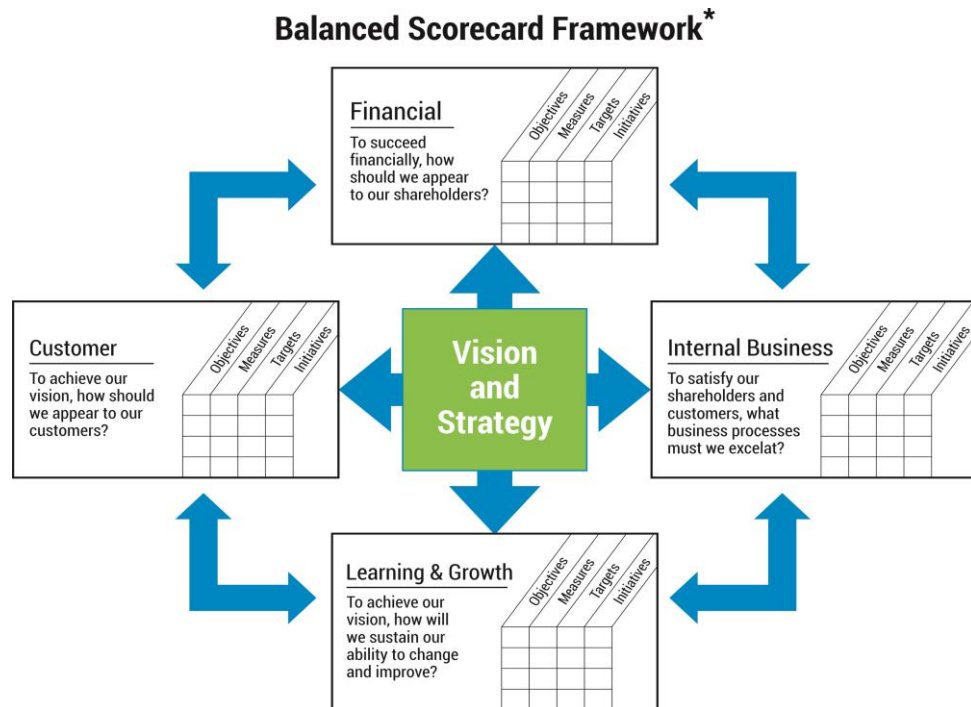 Balanced Scorecard Framework*
Financial
To succeed
financially, how
should we appear
to our shareholders?
Objectives
Measures
Targets
Initiatives
Customer
To achieve our
vision, how should
we appear to our
customers?
Objectives
Measures
Targets
Initiatives
Vision
and
Strategy
Internal Business
To satisfy our
shareholders and
customers, what
business processes
must we excelat?
Objectives
Measures
Targets
Initiatives
Learning & Growth
To achieve our
vision, how will
we sustain our
ability to change
and improve?
Objectives
Measures
Targets
Initiatives